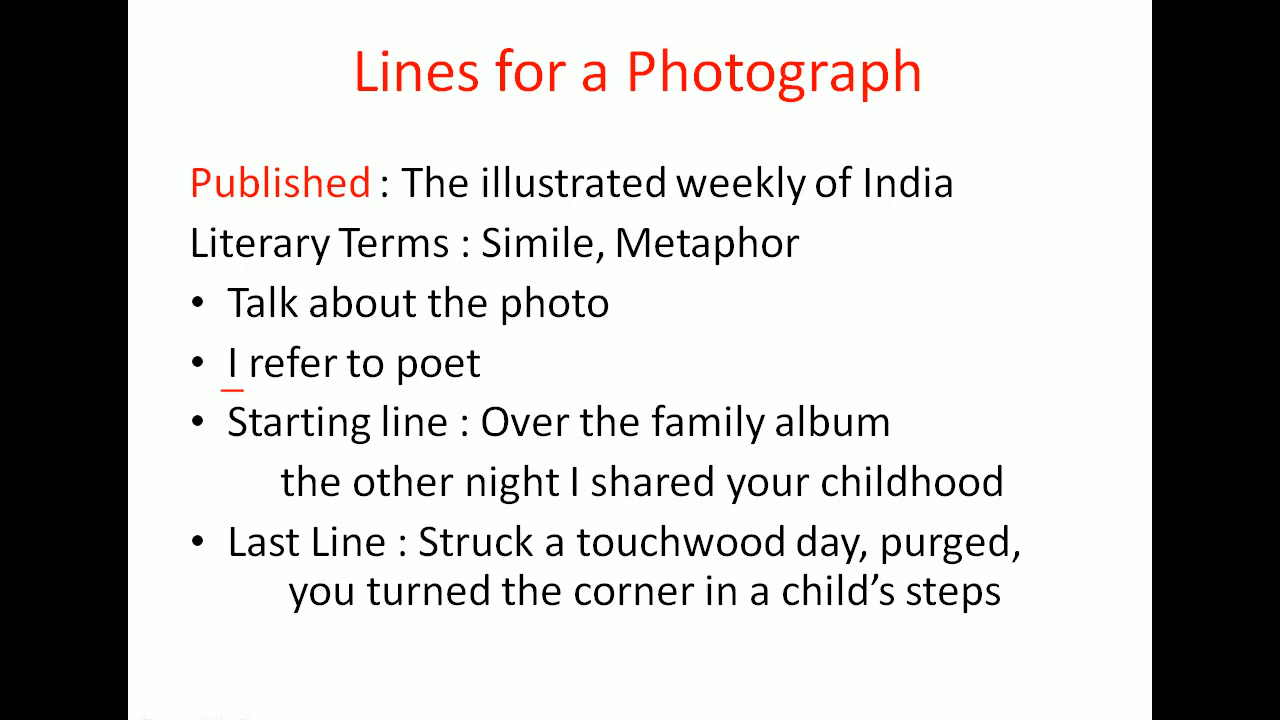 Lines for a Photograph
Published : The illustrated weekly of India
Literary Terms : Simile, Metaphor
• Talk about the photo
• I refer to poet
• Starting line : Over the family album
the other night I shared your childhood
• Last Line : Struck a touchwood day, purged,
you turned the corner in a child’s steps